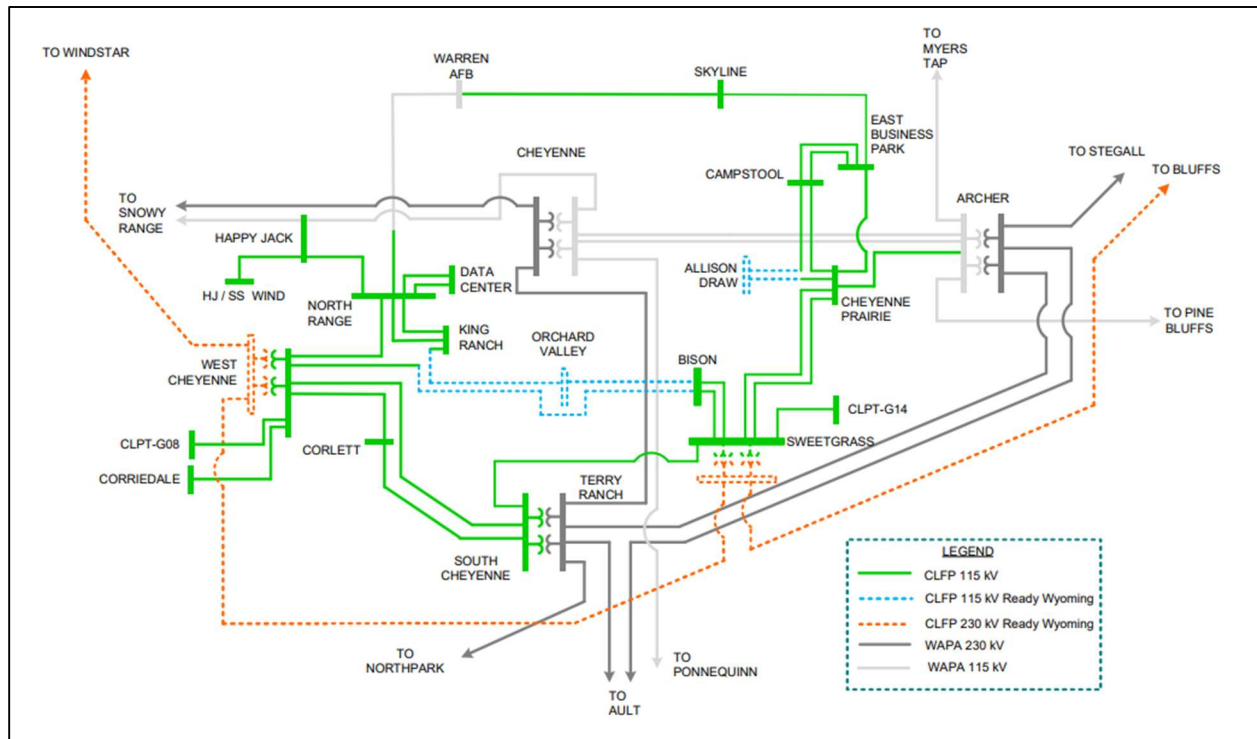 TO WINDSTAR
WARREN
AFB
SKYLINE
TO
MYERS
TAP
EAST
BUSINESS
PARK
CHEYENNE
CAMPSTOOL
TO STEGALL
TO BLUFFS
TO
SNOWY
RANGE
ARCHER
HAPPY JACK
HJ / SS WIND
DATA
CENTER
ALLISON
DRAW
NORTH
RANGE
CHEYENNE
PRAIRIE
KING
RANCH
ORCHARD
VALLEY
TO PINE
BLUFFS
WEST
CHEYENNE
BISON
CLPT-G14
CLPT-G08
CORLETT
SWEETGRASS
CORRIEDALE
TERRY
RANCH
SOUTH
CHEYENNE
LEGEND
CLFP 115 kV
CLFP 115 kV Ready Wyoming
CLFP 230 kV Ready Wyoming
WAPA 230 kV
WAPA 115 kV
TO
NORTHPARK
TO
PONNEQUINN
TO
AULT